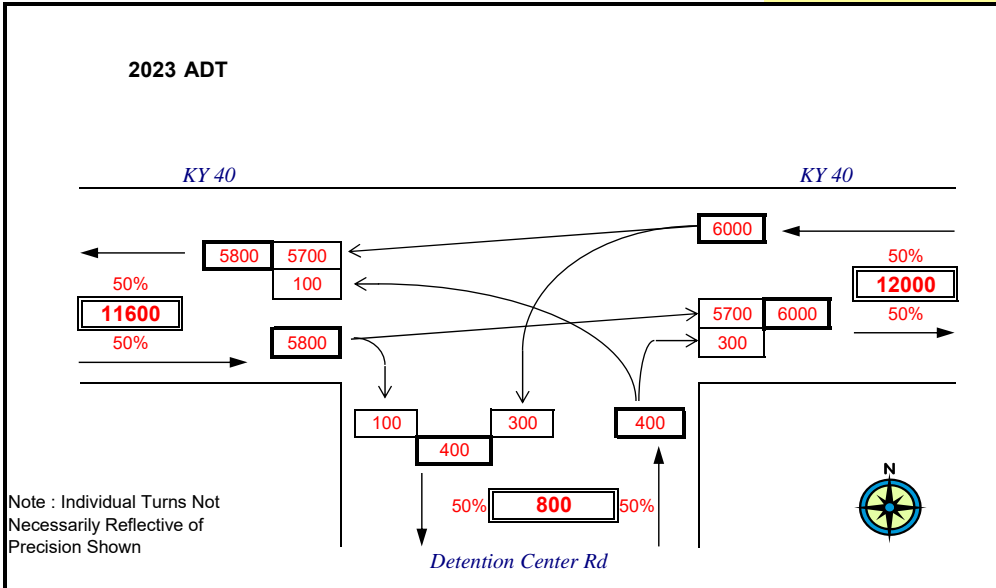 2023 ADT
KY 40
KY 40
6000
5800 5700
50%
100
50%
12000
11600
5700 6000
50%
50%
5800
300
100
300
400
400
N
50%
800
50%
Note : Individual Turns Not
Necessarily Reflective of
Precision Shown
Detention Center Rd